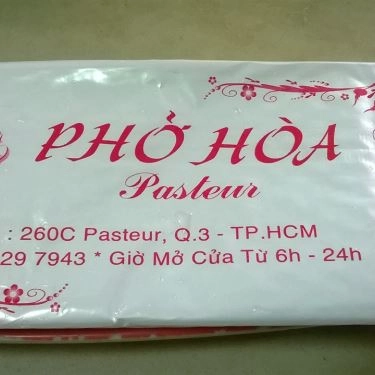 PHỞ HÒA
Pasteur
: 260C Pasteur, Q.3 - TP.HCM
29 7943 * Giờ Mở Cửa Từ 6h - 24h